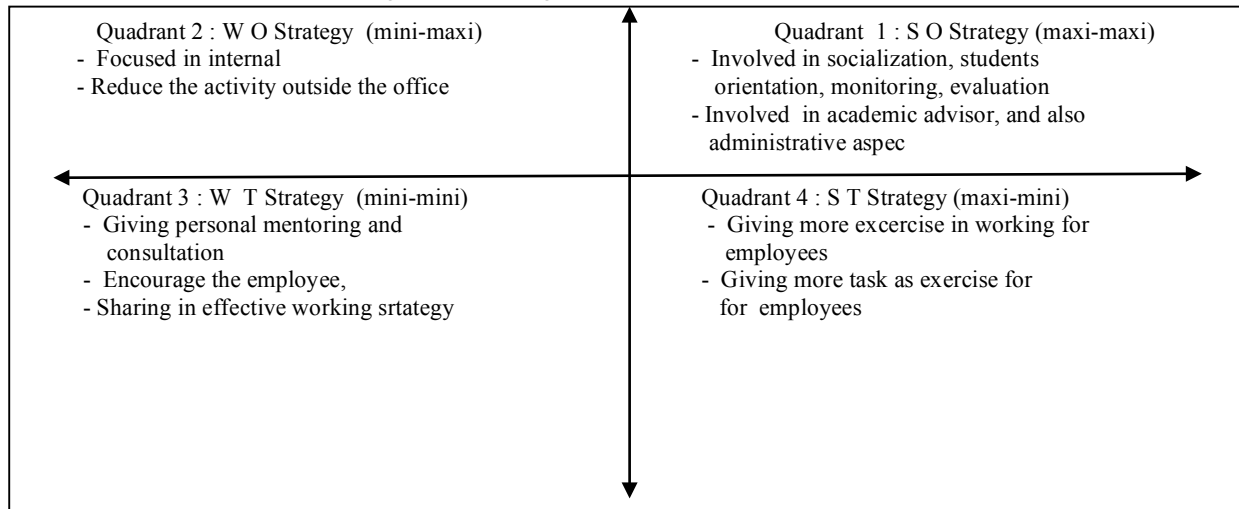 Quadrant 2 : W O Strategy (mini-maxi)
- Focused in internal
- Reduce the activity outside the office
Quadrant 1 : S O Strategy (maxi-maxi)
- Involved in socialization, students
orientation, monitoring, evaluation
- Involved in academic advisor, and also
administrative aspec
Quadrant 3 : W T Strategy (mini-mini)
- Giving personal mentoring and
consultation
- Encourage the employee,
- Sharing in effective working srtategy
Quadrant 4 : S T Strategy (maxi-mini)
- Giving more excercise in working for
employees
- Giving more task as exercise for
for employees